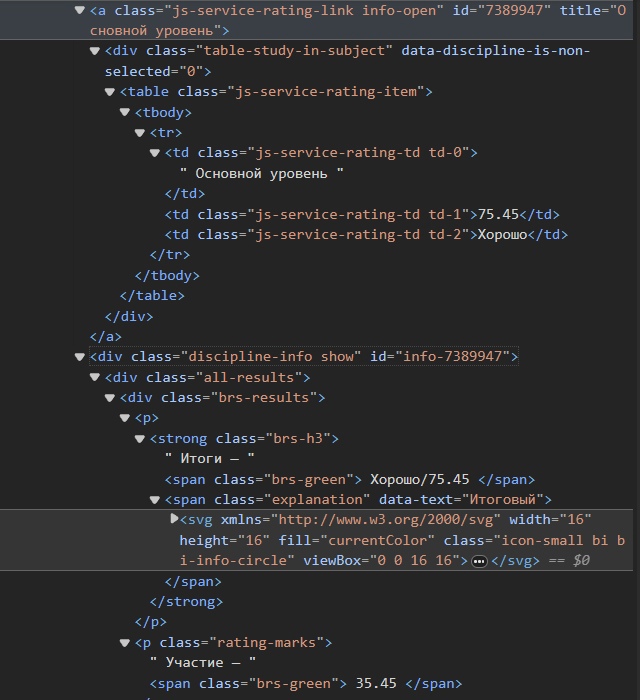 <a class="js-service-rating-link info-open" id="7389947" title="О
сновной уровень">
<div class="table-study-in-subject" data-discipline-is-non-
selected="0">
<table class="js-service-rating-item">
<tbody>
<tr>
<td class="js-service-rating-td td-0">
" Основной уровень "
</td>
<td class="js-service-rating-td td-1">75.45</td>
<td class="js-service-rating-td td-2">Хорошо</td>
</tr>
</tbody>
</table>
</div>
</a>
<div class="discipline-info show" id="info-7389947">
<div class="all-results">
<div class="brs-results">
<p>
<strong class="brs-h3">
" Итоги — "
<span class="brs-green"> Хорошо/75.45 </span>
<span class="explanation" data-text="Итоговый">
<svg xmlns="http://www.w3.org/2000/svg" width="16"
height="16" fill="currentColor" class="icon-small bi b
i-info-circle" viewBox="0 0 16 16">…</svg> == $0
</span>
</strong>
</p>
<p class="rating-marks">
" Участие — "
<span class="brs-green"> 35.45 </span>